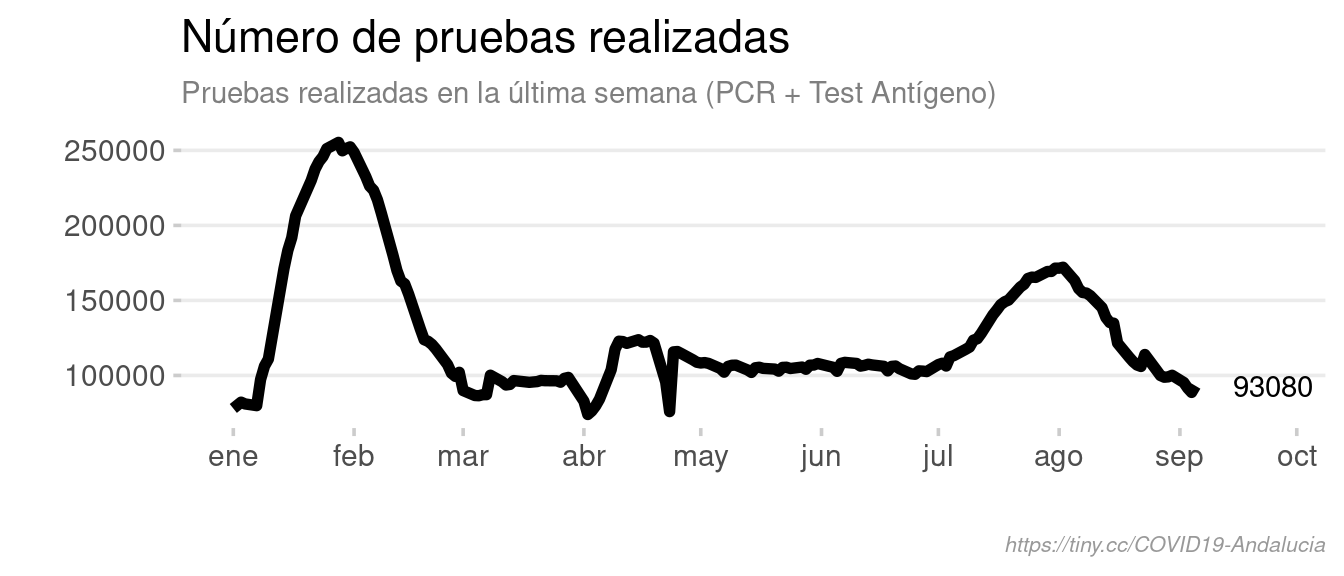 Número de pruebas realizadas
Pruebas realizadas en la última semana (PCR + Test Antígeno)
250000
200000
150000
100000
93080
ene feb mar abr may jun jul ago sep oct
https://tiny.cc/COVID19-Andalucia